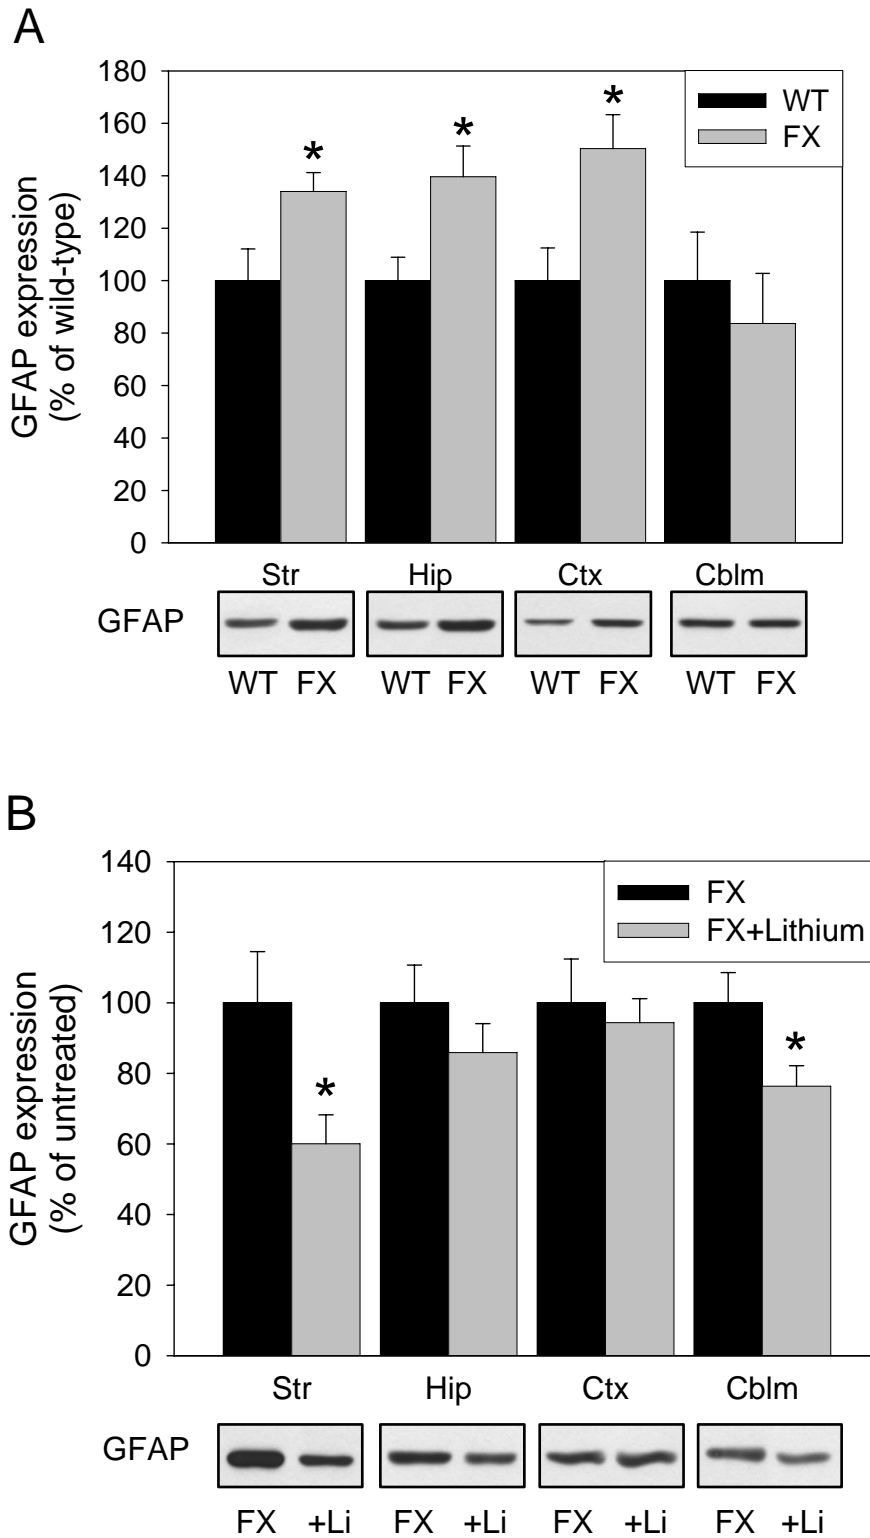 A
180
160
140
120
100
80
60
40
20
0
GFAP expression
(% of wild-type)
WT
FX
*
*
*
Str Hip Ctx Cblm
GFAP
WT FX WT FX WT FX WT FX
B
140
120
100
80
60
40
20
0
GFAP expression
(% of untreated)
FX
FX+Lithium
*
*
Str Hip Ctx Cblm
GFAP
FX +Li FX +Li FX +Li FX +Li